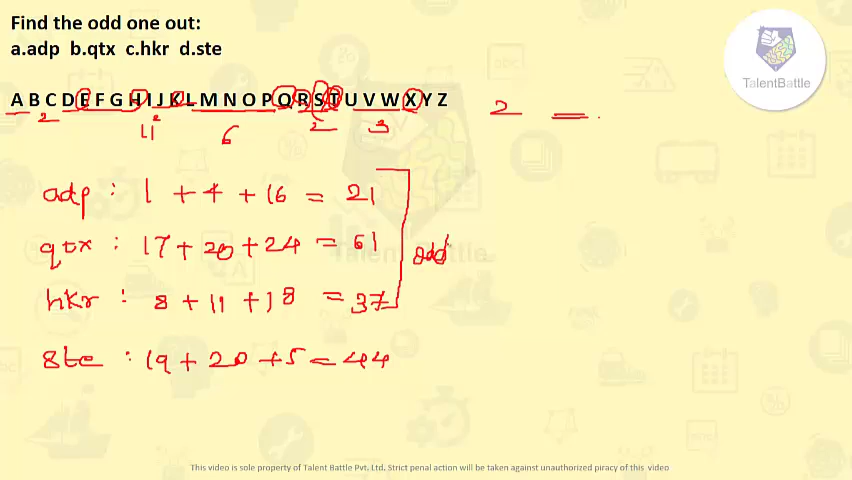 Find the odd one out:
a.adp b.qtx c.hkr d.ste
TalentBattle
A B C D E F G H I J K L M N O P Q R S T U V W X Y Z
2
2 11 2 6 2 3
adp : 1 + 4 + 16 = 21
qtx : 17 + 20 + 24 = 61
odd
hkr : 8 + 11 + 18 = 37
ste : 19 + 20 + 5 = 44
Talent Battle
This video is sole property of Talent Battle Pvt. Ltd. Strict penal action will be taken against unauthorized piracy of this video